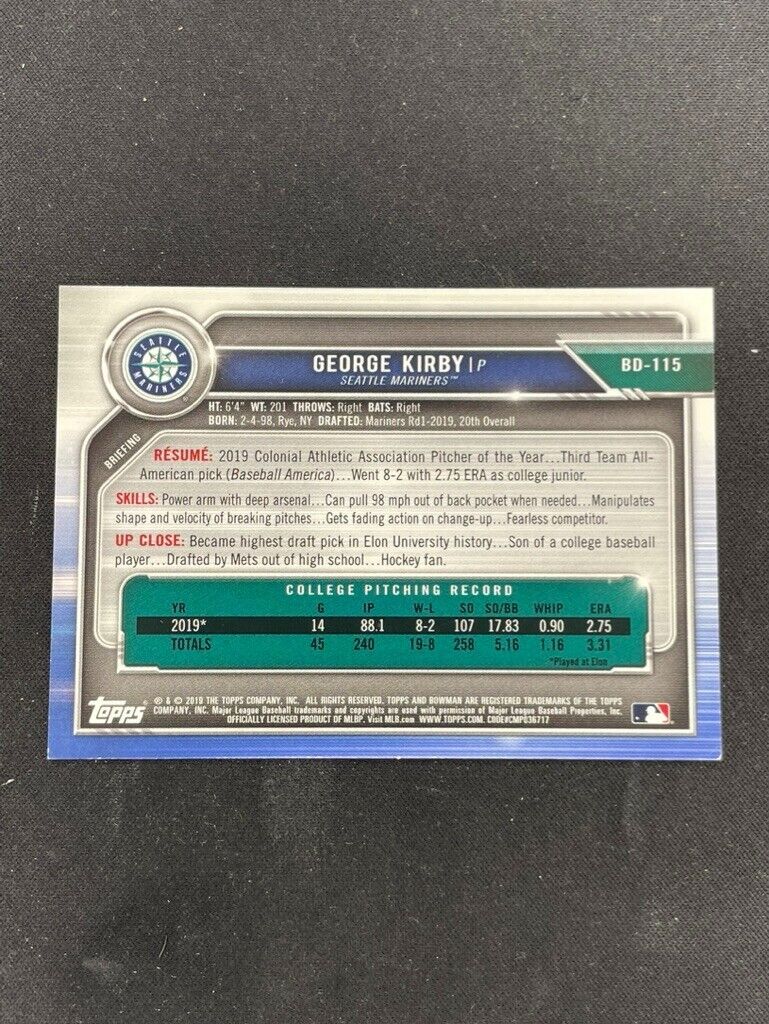 SEATTLE
MARINERS
GEORGE KIRBY | P
SEATTLE MARINERS™
BD-115
HT: 6'4" WT: 201 THROWS: Right BATS: Right
BORN: 2-4-98, Rye, NY DRAFTED: Mariners Rd1-2019, 20th Overall
BRIEFING
RÉSUMÉ: 2019 Colonial Athletic Association Pitcher of the Year...Third Team All-
American pick (Baseball America)...Went 8-2 with 2.75 ERA as college junior.
SKILLS: Power arm with deep arsenal...Can pull 98 mph out of back pocket when needed...Manipulates
shape and velocity of breaking pitches...Gets fading action on change-up...Fearless competitor.
UP CLOSE: Became highest draft pick in Elon University history...Son of a college baseball
player...Drafted by Mets out of high school...Hockey fan.
COLLEGE PITCHING RECORD
YR G IP W-L SO SO/BB WHIP ERA
2019* 14 88.1 8-2 107 17.83 0.90 2.75
TOTALS 45 240 19-8 258 5.16 1.16 3.31
*Played at Elon
Topps ® & © 2019 THE TOPPS COMPANY, INC. ALL RIGHTS RESERVED. TOPPS AND BOWMAN ARE REGISTERED TRADEMARKS OF THE TOPPS
COMPANY, INC. Major League Baseball trademarks and copyrights are used with permission of Major League Baseball Properties, Inc.
OFFICIALLY LICENSED PRODUCT OF MLBP. Visit MLB.com WWW.TOPPS.COM. CODE#CMP036717